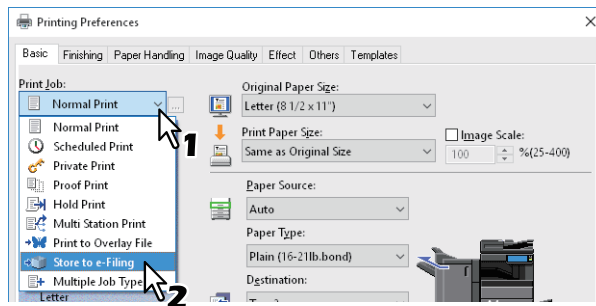 Printing Preferences
Basic Finishing Paper Handling Image Quality Effect Others Templates
Print Job:
Normal Print
...
Normal Print
Scheduled Print
Private Print
Proof Print
Hold Print
Multi Station Print
Print to Overlay File
Store to e-Filing
Multiple Job Type
Letter
1
2
Original Paper Size:
Letter (8 1/2 x 11")
Print Paper Size:
Same as Original Size
Image Scale:
100 %(25-400)
Paper Source:
Auto
Paper Type:
Plain (16-21lb.bond)
Destination: